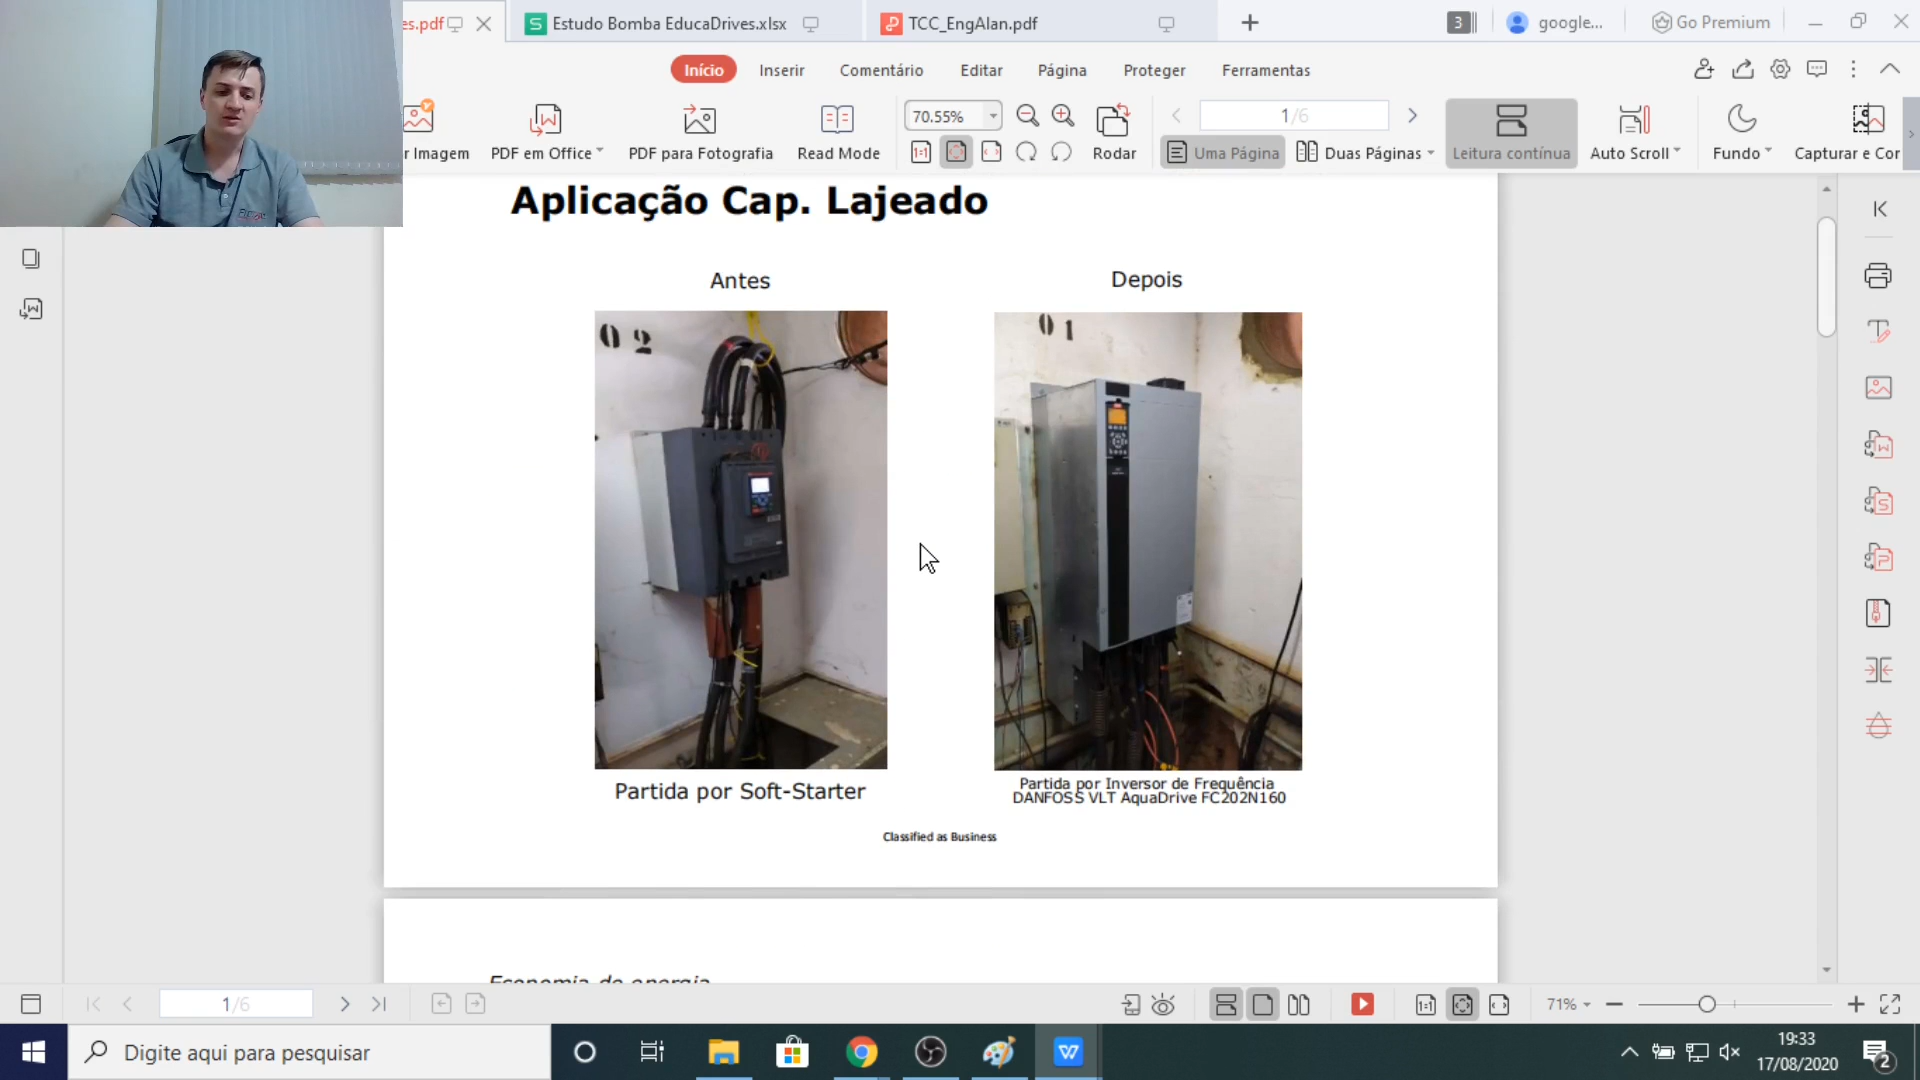 es.pdf
Estudo Bomba EducaDrives.xlsx
TCC_EngAlan.pdf
3
google...
Go Premium
Início
Inserir
Comentário
Editar
Página
Proteger
Ferramentas
r Imagem
PDF em Office
PDF para Fotografia
Read Mode
70.55%
Rodar
1/6
Uma Página
Duas Páginas
Leitura contínua
Auto Scroll
Fundo
Capturar e Cor
Aplicação Cap. Lajeado
Antes
Depois
02
01
Partida por Soft-Starter
Partida por Inversor de Frequência
DANFOSS VLT AquaDrive FC202N160
Classified as Business
Economia de energia
1/6
71%
Digite aqui para pesquisar
19:33
17/08/2020
2